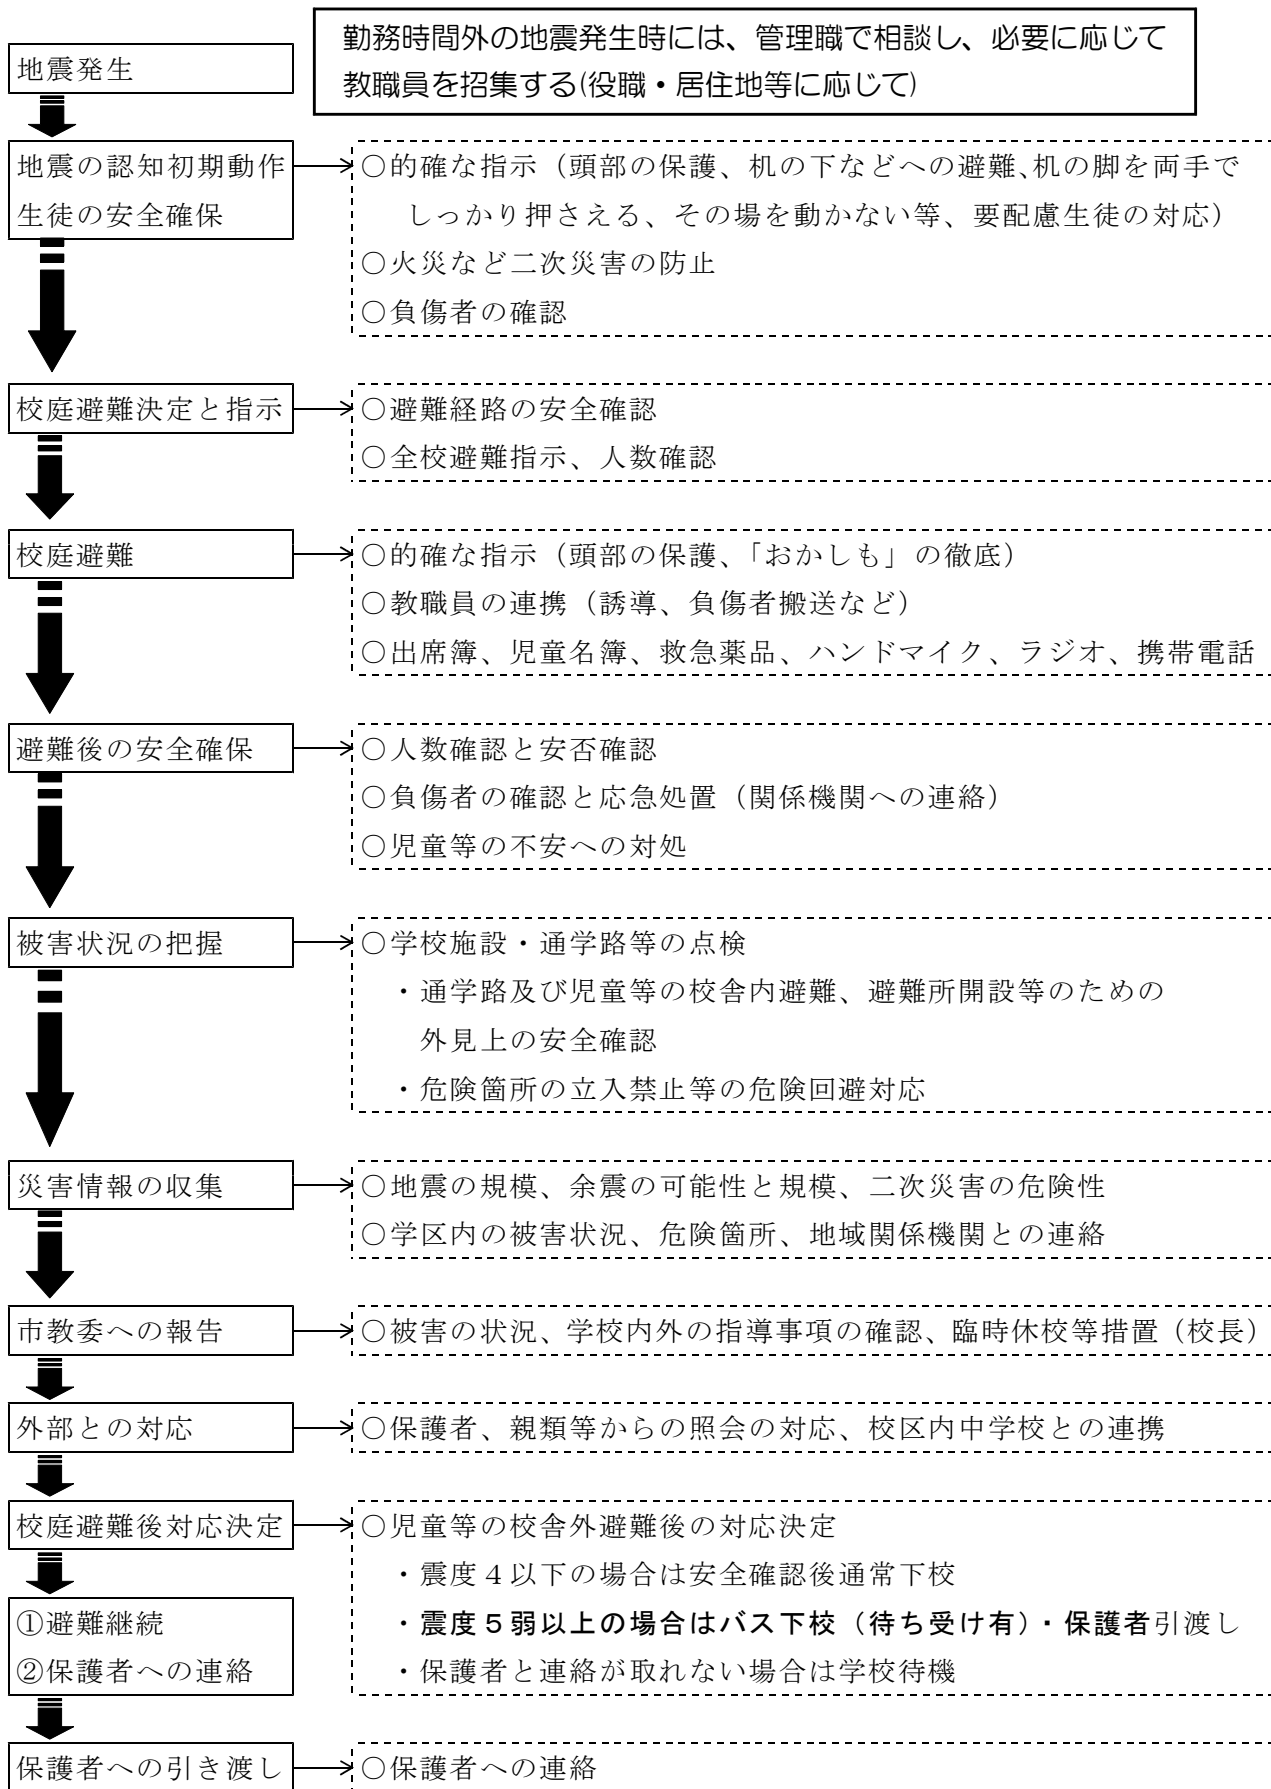 勤務時間外の地震発生時には、管理職で相談し、必要に応じて
教職員を招集する(役職・居住地等に応じて)
地震発生
地震の認知初期動作
生徒の安全確保
○的確な指示（頭部の保護、机の下などへの避難、机の脚を両手で
しっかり押さえる、その場を動かない等、要配慮生徒の対応）
○火災など二次災害の防止
○負傷者の確認
校庭避難決定と指示
○避難経路の安全確認
○全校避難指示、人数確認
校庭避難
○的確な指示（頭部の保護、「おかしも」の徹底）
○教職員の連携（誘導、負傷者搬送など）
○出席簿、児童名簿、救急薬品、ハンドマイク、ラジオ、携帯電話
避難後の安全確保
○人数確認と安否確認
○負傷者の確認と応急処置（関係機関への連絡）
○児童等の不安への対処
被害状況の把握
○学校施設・通学路等の点検
・通学路及び児童等の校舎内避難、避難所開設等のための
外見上の安全確認
・危険箇所の立入禁止等の危険回避対応
災害情報の収集
○地震の規模、余震の可能性と規模、二次災害の危険性
○学区内の被害状況、危険箇所、地域関係機関との連絡
市教委への報告
○被害の状況、学校内外の指導事項の確認、臨時休校等措置（校長）
外部との対応
○保護者、親類等からの照会の対応、校区内中学校との連携
校庭避難後対応決定
○児童等の校舎外避難後の対応決定
・震度４以下の場合は安全確認後通常下校
・震度５弱以上の場合はバス下校（待ち受け有）・保護者引渡し
・保護者と連絡が取れない場合は学校待機
①避難継続
②保護者への連絡
保護者への引き渡し
○保護者への連絡